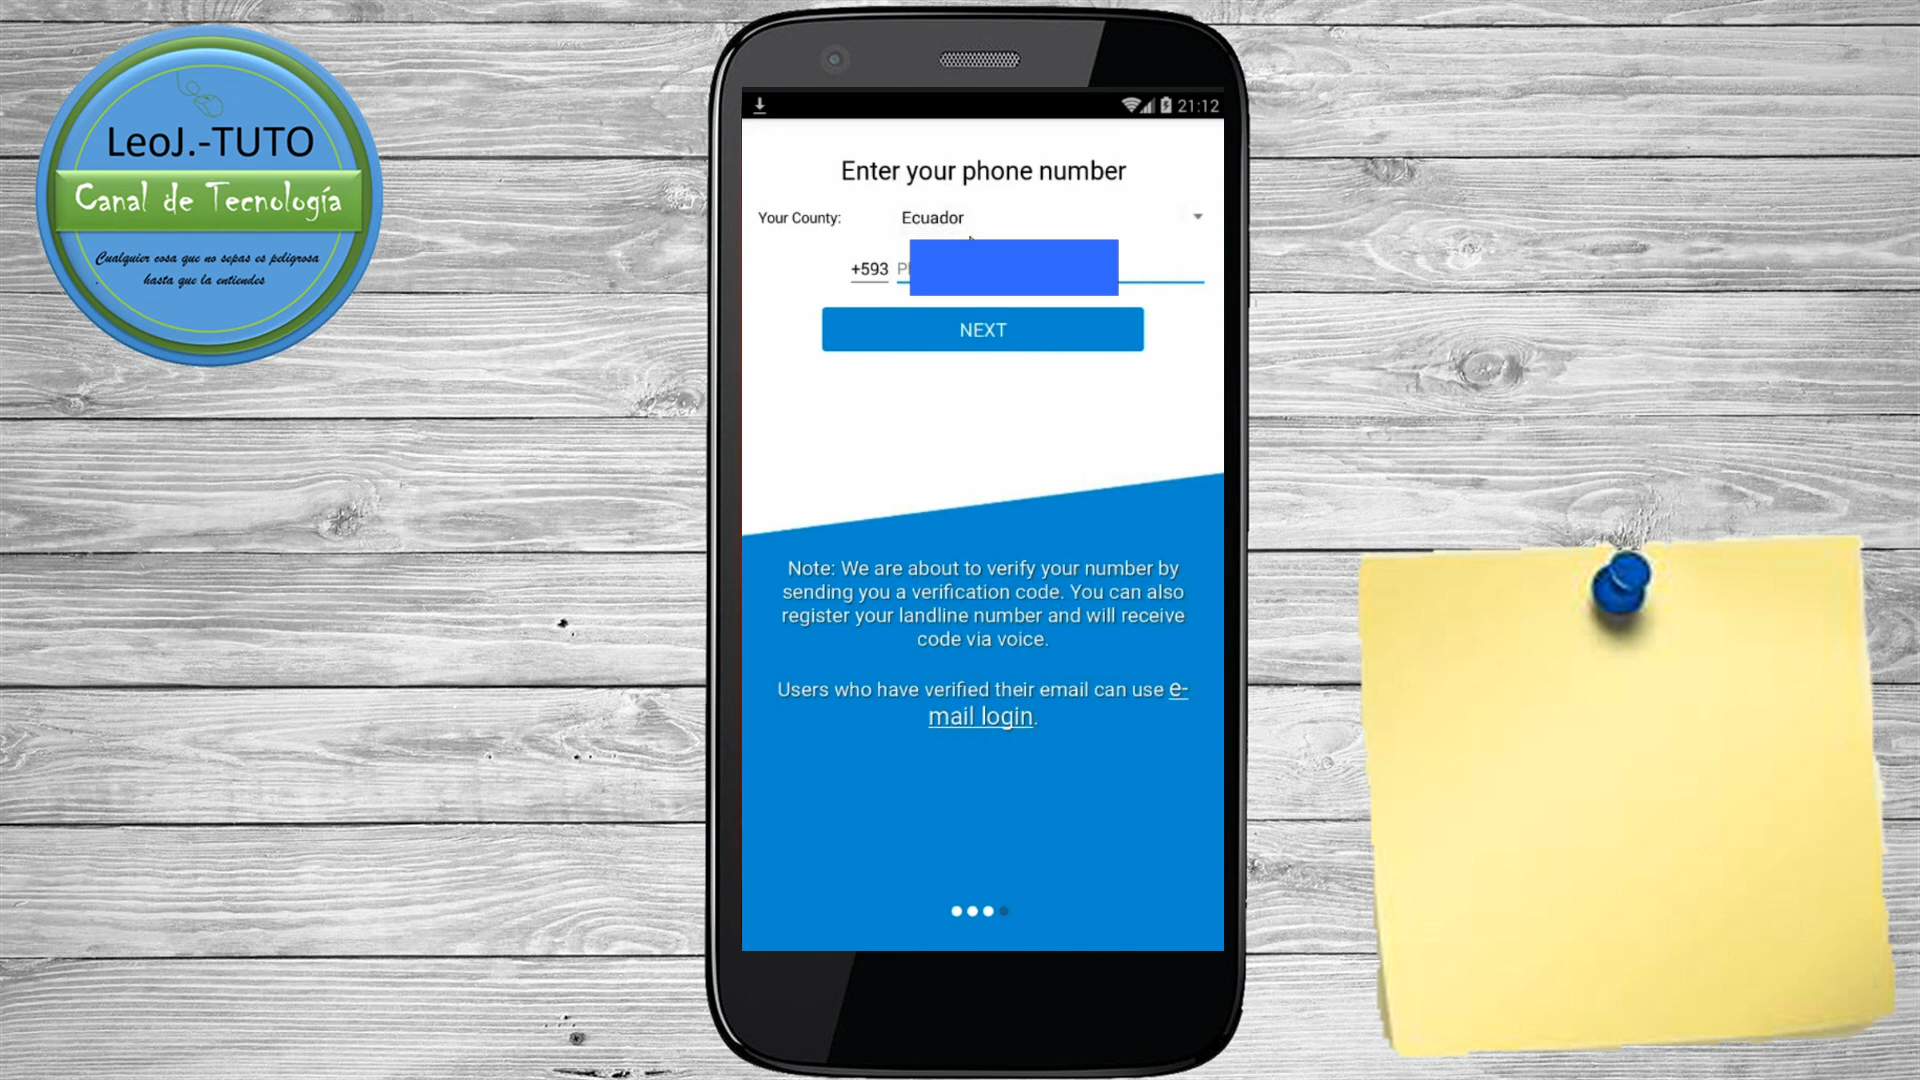 LeoJ.-TUTO
Canal de Tecnología
Cualquier cosa que no sepas es peligrosa
hasta que la entiendes
21:12
Enter your phone number
Your County: Ecuador
+593
NEXT
Note: We are about to verify your number by
sending you a verification code. You can also
register your landline number and will receive
code via voice.
Users who have verified their email can use e-
mail login.